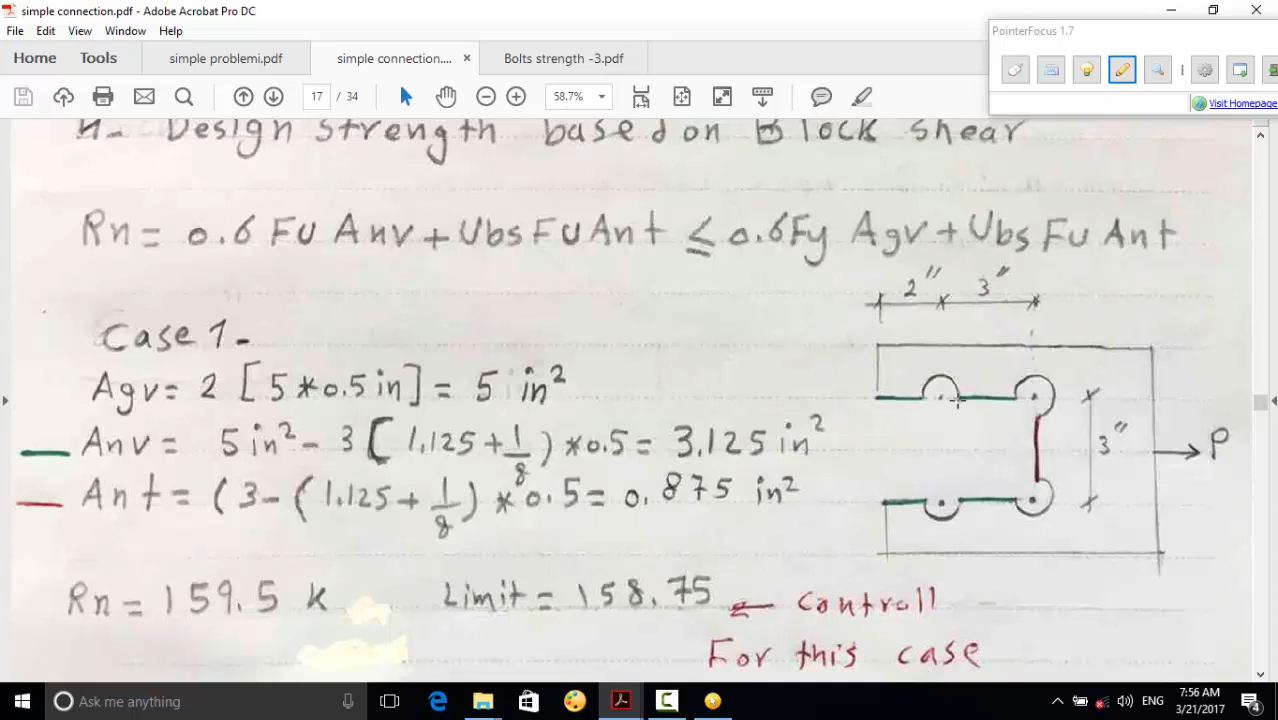 simple connection.pdf - Adobe Acrobat Pro DC
File Edit View Window Help
PointerFocus 1.7
Home Tools simple problemi.pdf simple connection.... × Bolts strength -3.pdf
17 / 34 58.7%
Visit Homepage
4- Design strength based on Block shear
Rn = 0.6 Fu Anv + Ubs Fu Ant ≤ 0.6Fy Agv + Ubs Fu Ant
2" 3"
Case 1-
Agv = 2 [5*0.5 in] = 5 in²
Anv = 5 in² - 3 [1.125 + 1/8) *0.5 = 3.125 in²
3"
P
Ant = (3 - (1.125 + 1/8) *0.5 = 0.875 in²
Rn = 159.5 k Limit = 158.75 ← Controll
For this case
Ask me anything
ENG
7:56 AM
3/21/2017
4